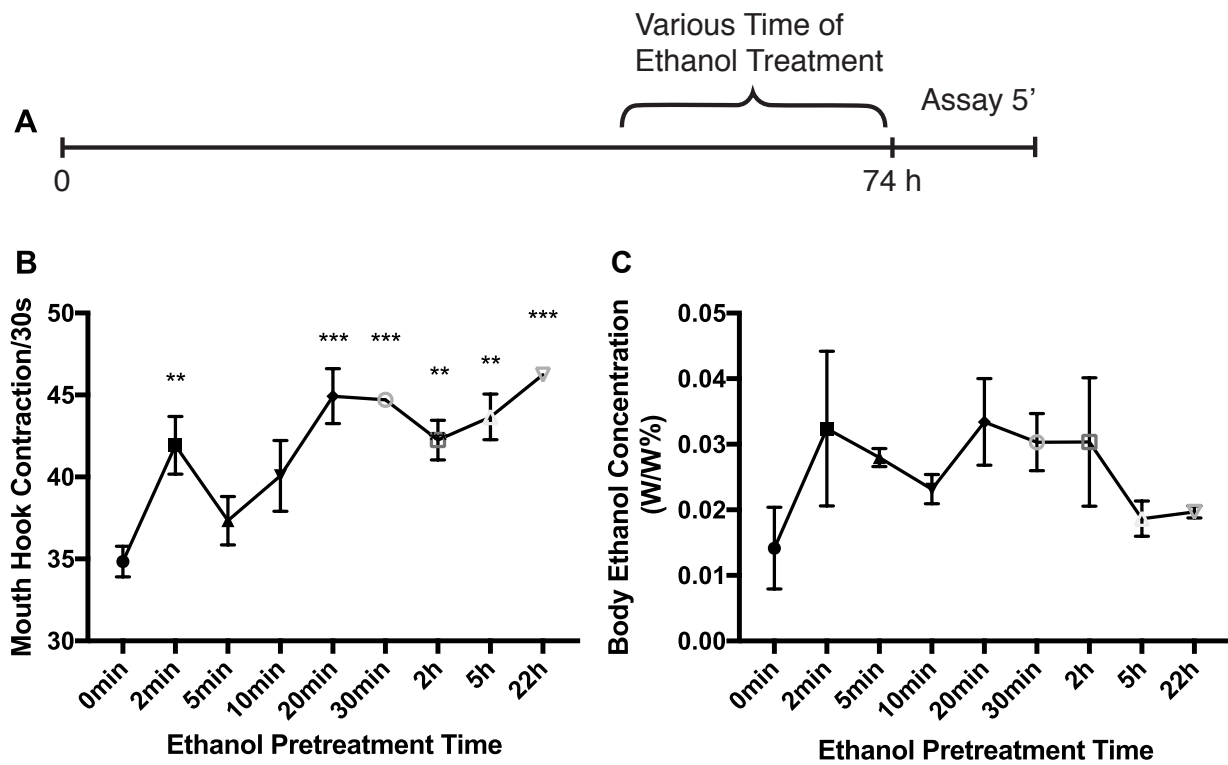 Various Time of
Ethanol Treatment
Assay 5’
A
0
74 h
B
Mouth Hook Contraction/30s
50
45
40
35
30
**
***
***
**
**
***
0min
2min
5min
10min
20min
30min
2h
5h
22h
Ethanol Pretreatment Time
C
Body Ethanol Concentration
(W/W%)
0.05
0.04
0.03
0.02
0.01
0.00
0min
2min
5min
10min
20min
30min
2h
5h
22h
Ethanol Pretreatment Time